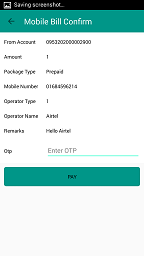 Saving screenshot...
Mobile Bill Confirm
From Account 0953202000002900
Amount 1
Package Type Prepaid
Mobile Number 01684596214
Operator Type 1
Operator Name Airtel
Remarks Hello Airtel
Otp Enter OTP
PAY